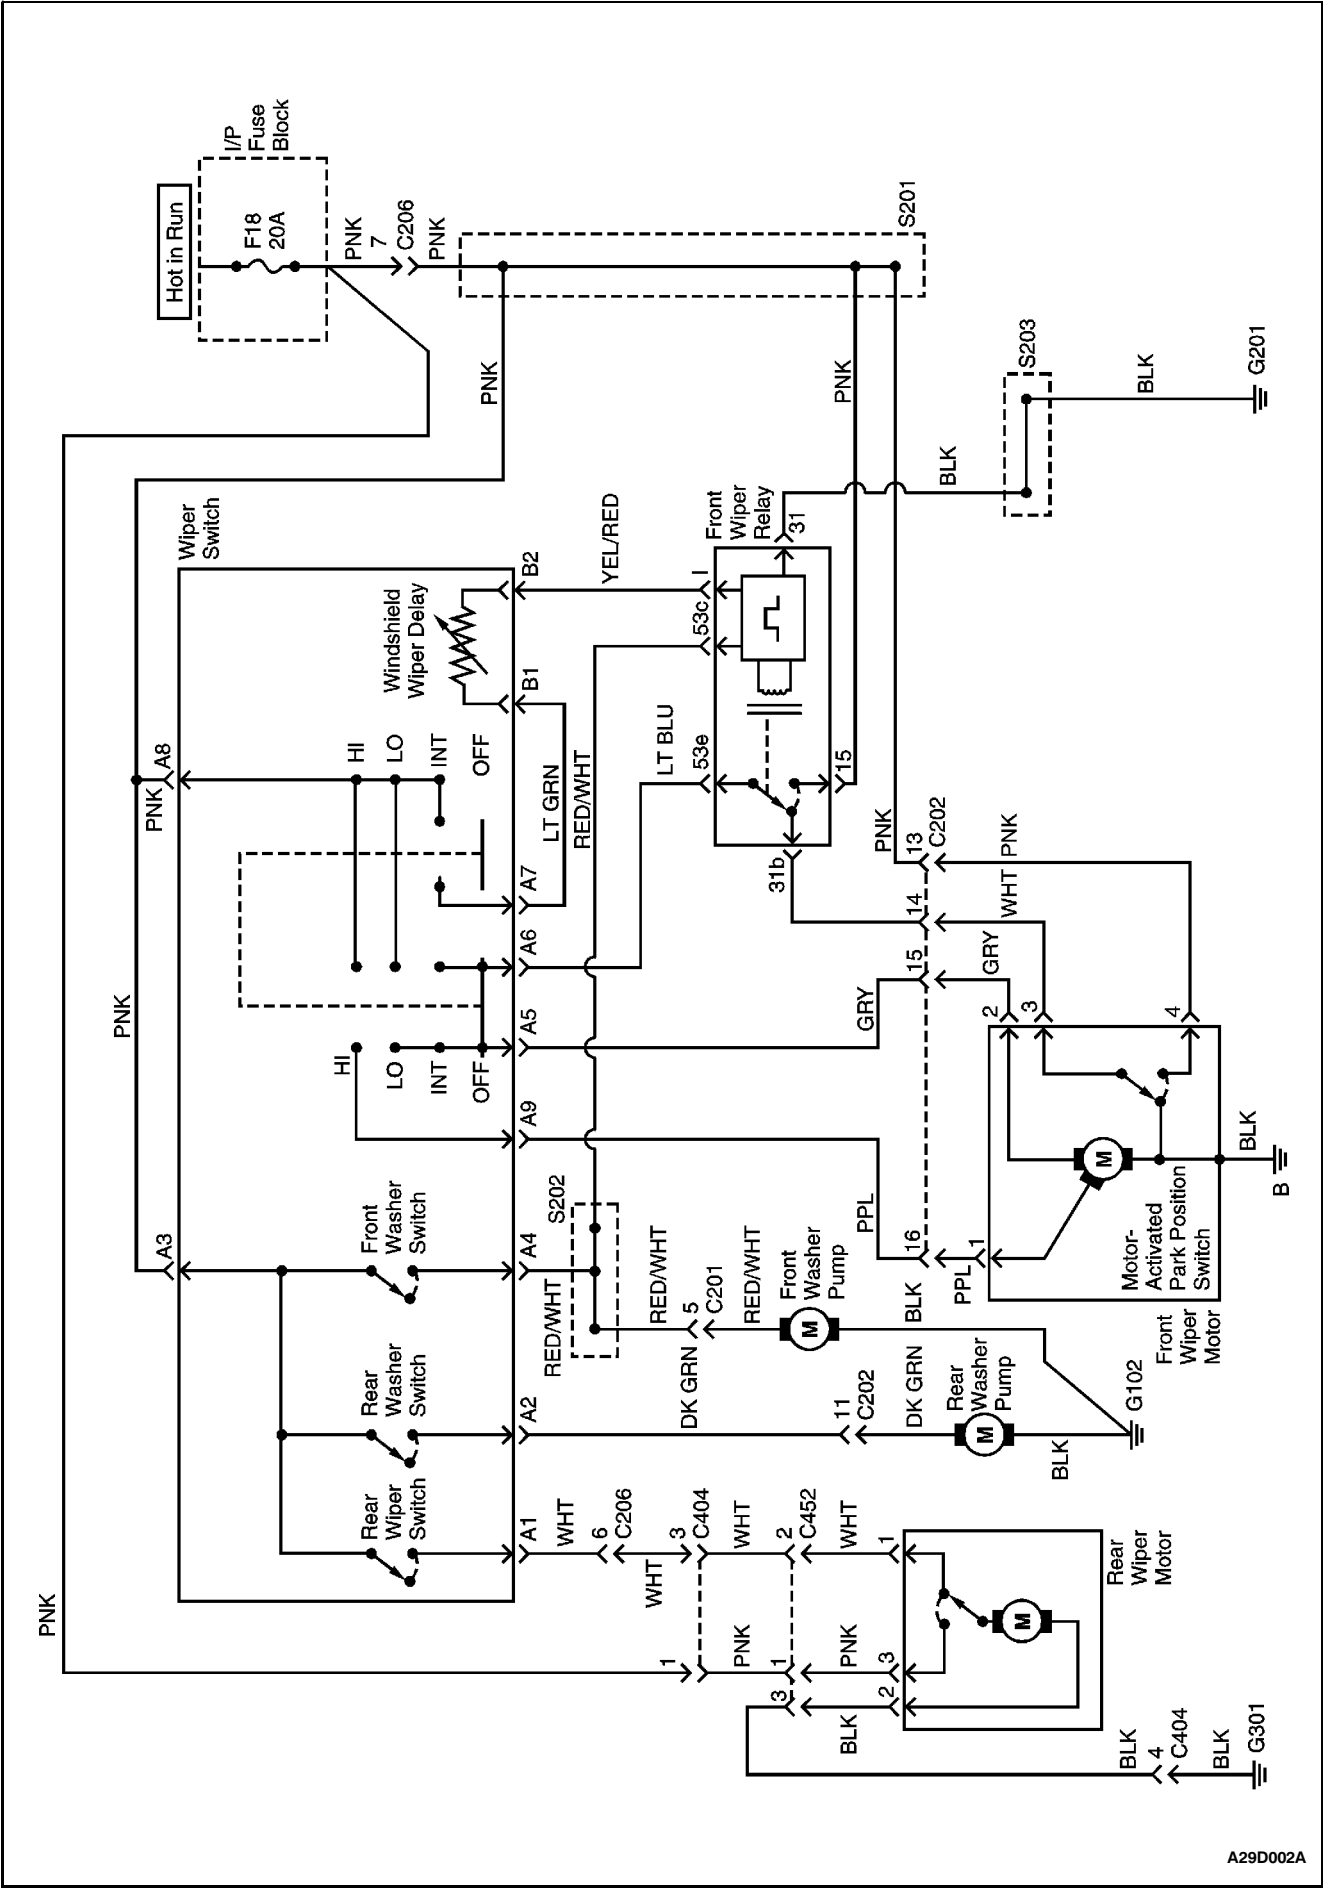 Hot in Run
I/P
Fuse
Block
F18
20A
PNK
7
C206
PNK
S201
PNK
PNK
S203
BLK
G201
BLK
Wiper
Switch
Windshield
Wiper Delay
B2
B1
YEL/RED
Front
Wiper
Relay
31
I
53c
53e
15
31b
LT BLU
LT GRN
RED/WHT
PNK
A8
HI
LO
INT
OFF
A7
A6
A5
A9
HI
LO
INT
OFF
PNK
PNK
13
C202
14
15
16
PNK
WHT
GRY
GRY
2
3
4
PPL
PPL
1
BLK
B
Motor-
Activated
Park Position
Switch
Front
Wiper
Motor
M
A3
Front
Washer
Switch
A4
S202
RED/WHT
RED/WHT
5
C201
RED/WHT
Front
Washer
Pump
M
BLK
Rear
Washer
Switch
A2
DK GRN
11
C202
DK GRN
Rear
Washer
Pump
M
BLK
G102
Rear
Wiper
Switch
A1
WHT
6
C206
WHT
3
C404
WHT
2
C452
WHT
1
Rear
Wiper
Motor
M
PNK
1
PNK
1
PNK
3
3
BLK
2
BLK
4
C404
BLK
G301
A29D002A